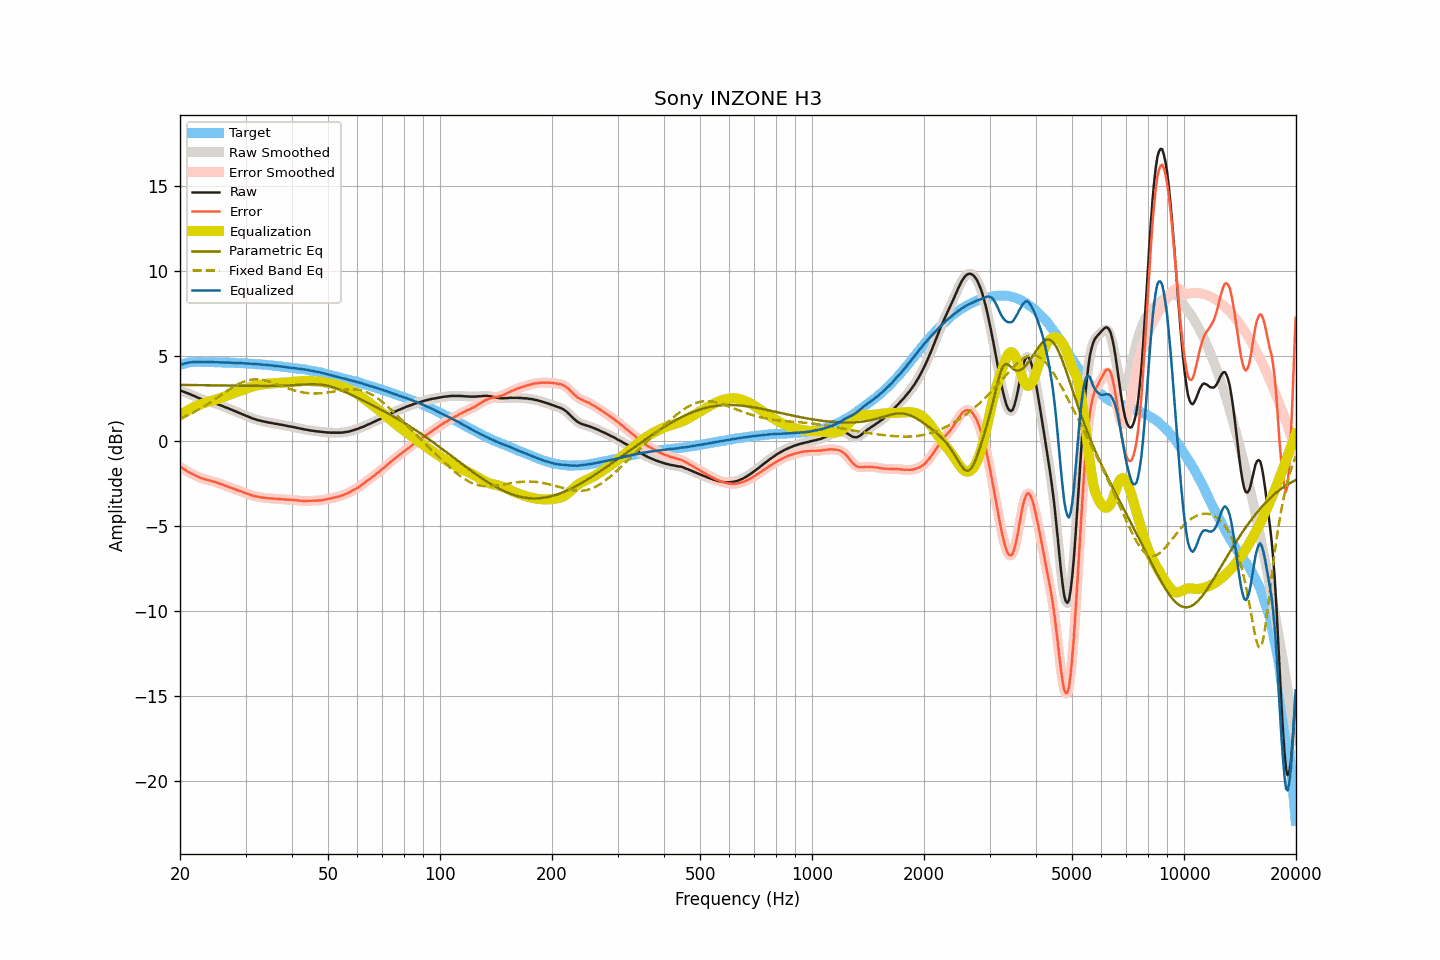 Sony INZONE H3
Target
Raw Smoothed
Error Smoothed
Raw
Error
Equalization
Parametric Eq
Fixed Band Eq
Equalized
15
10
5
0
−5
−10
−15
−20
Amplitude (dBr)
20 50 100 200 500 1000 2000 5000 10000 20000
Frequency (Hz)